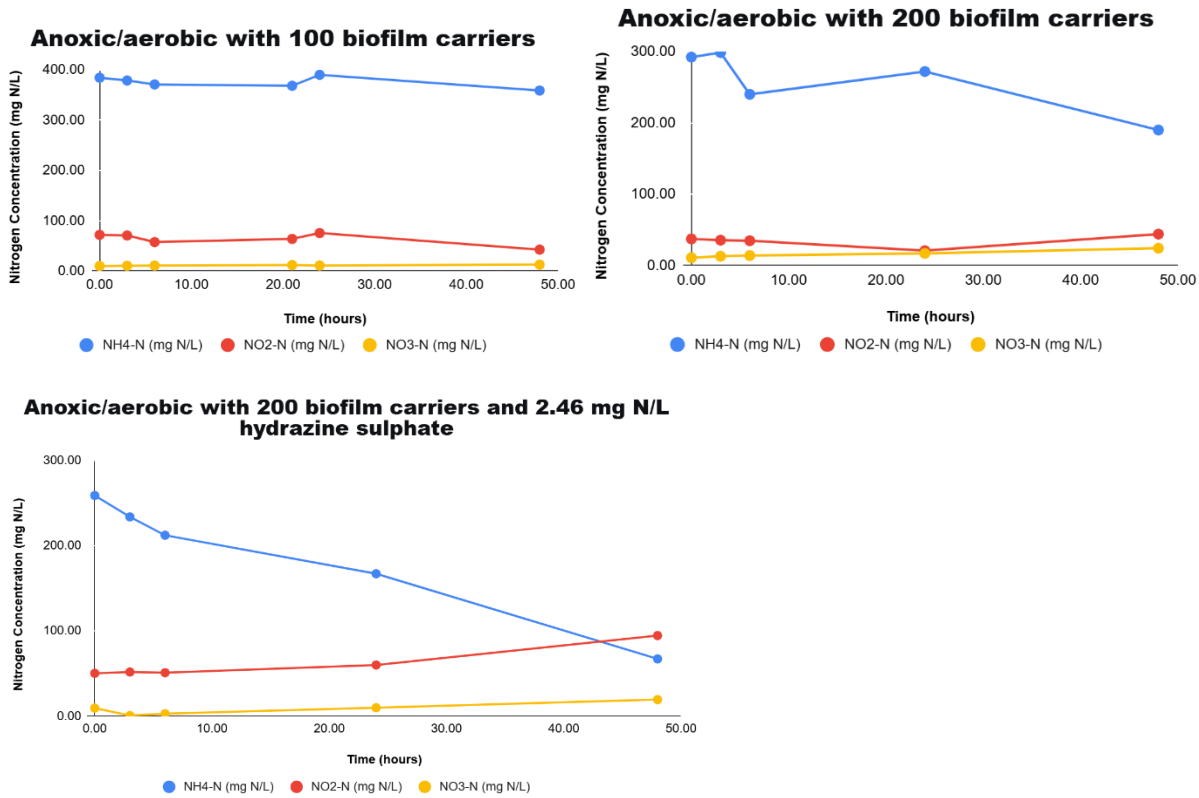 Anoxic/aerobic with 100 biofilm carriers
Nitrogen Concentration (mg N/L)
400.00
300.00
200.00
100.00
0.00
0.00 10.00 20.00 30.00 40.00 50.00
Time (hours)
NH4-N (mg N/L) NO2-N (mg N/L) NO3-N (mg N/L)
Anoxic/aerobic with 200 biofilm carriers
Nitrogen Concentration (mg N/L)
300.00
200.00
100.00
0.00
0.00 10.00 20.00 30.00 40.00 50.00
Time (hours)
NH4-N (mg N/L) NO2-N (mg N/L) NO3-N (mg N/L)
Anoxic/aerobic with 200 biofilm carriers and 2.46 mg N/L
hydrazine sulphate
Nitrogen Concentration (mg N/L)
300.00
200.00
100.00
0.00
0.00 10.00 20.00 30.00 40.00 50.00
Time (hours)
NH4-N (mg N/L) NO2-N (mg N/L) NO3-N (mg N/L)